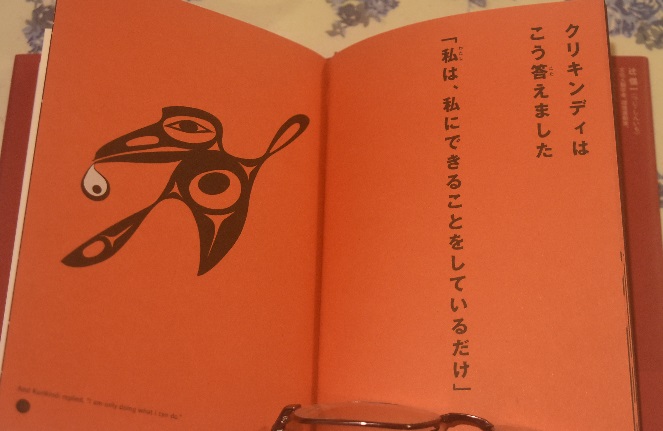 クリキンディは
こう答えました
「私は、私にできることをしているだけ」
And Kurikindi replied, "I am only doing what I can do."